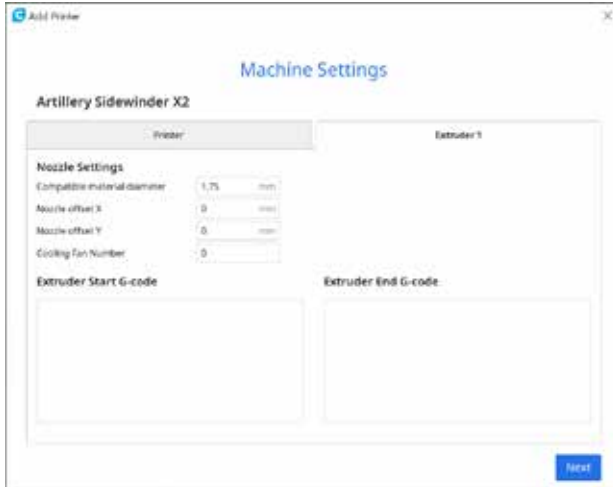 Add Printer
Machine Settings
Artillery Sidewinder X2
Printer Extruder 1
Nozzle Settings
Compatible material diameter 1.75 mm
Nozzle offset X 0 mm
Nozzle offset Y 0 mm
Cooling Fan Number 0
Extruder Start G-code Extruder End G-code
Next